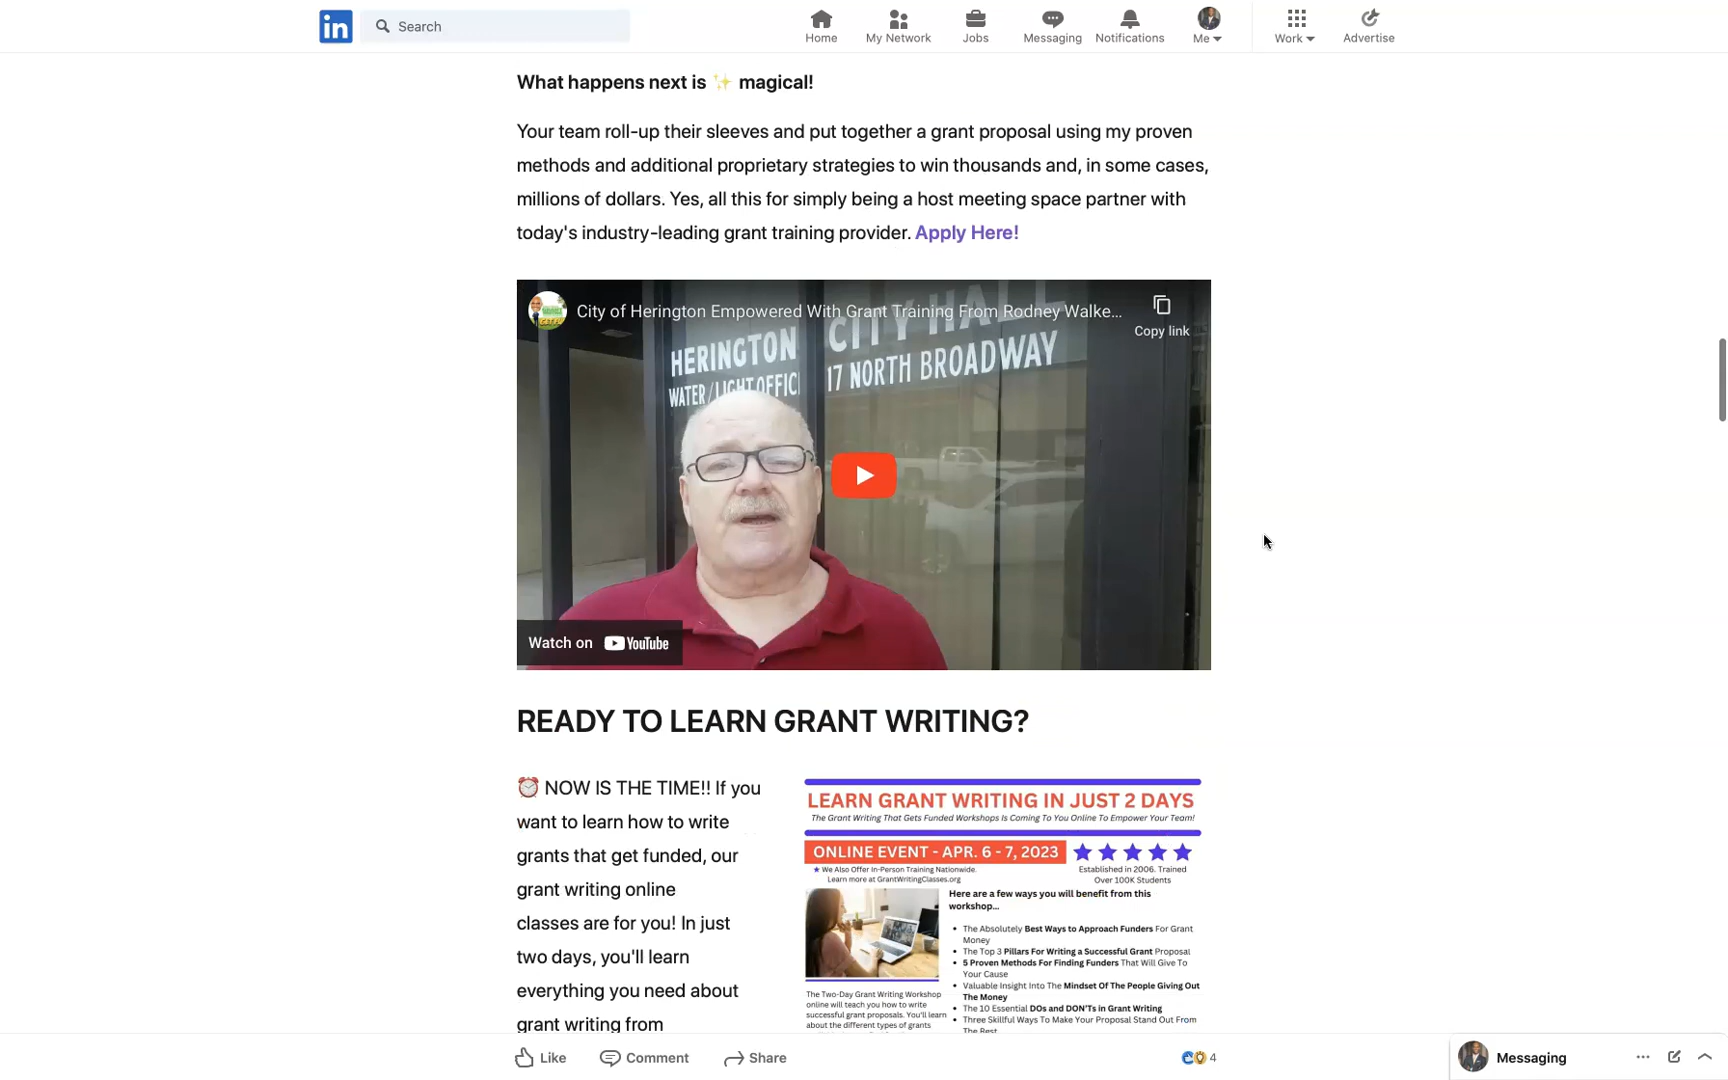 in
Search
Home
My Network
Jobs
Messaging
Notifications
Me
Work
Advertise
What happens next is ✨ magical!
Your team roll-up their sleeves and put together a grant proposal using my proven
methods and additional proprietary strategies to win thousands and, in some cases,
millions of dollars. Yes, all this for simply being a host meeting space partner with
today's industry-leading grant training provider. Apply Here!
City of Herington Empowered With Grant Training From Rodney Walke...
Copy link
HERINGTON
WATER/LIGHT OFFIC
CITY HALL
17 NORTH BROADWAY
Watch on YouTube
READY TO LEARN GRANT WRITING?
⏰ NOW IS THE TIME!! If you
want to learn how to write
grants that get funded, our
grant writing online
classes are for you! In just
two days, you'll learn
everything you need about
grant writing from
LEARN GRANT WRITING IN JUST 2 DAYS
The Grant Writing That Gets Funded Workshops Is Coming To You Online To Empower Your Team!
ONLINE EVENT - APR. 6 - 7, 2023
★ We Also Offer In-Person Training Nationwide.
Learn more at GrantWritingClasses.org
Established in 2006. Trained
Over 100K Students
Here are a few ways you will benefit from this
workshop...
• The Absolutely Best Ways to Approach Funders For Grant
Money
• The Top 3 Pillars For Writing a Successful Grant Proposal
• 5 Proven Methods For Finding Funders That Will Give To
Your Cause
• Valuable Insight Into The Mindset Of The People Giving Out
The Money
• The 10 Essential DOs and DON'Ts in Grant Writing
• Three Skillful Ways To Make Your Proposal Stand Out From
The Rest
The Two-Day Grant Writing Workshop
online will teach you how to write
successful grant proposals. You'll learn
about the different types of grants
Like
Comment
Share
4
Messaging